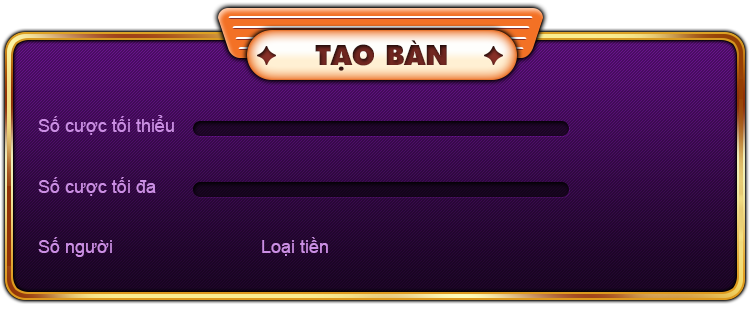 TẠO BÀN
Số cược tối thiểu
Số cược tối đa
Số người Loại tiền